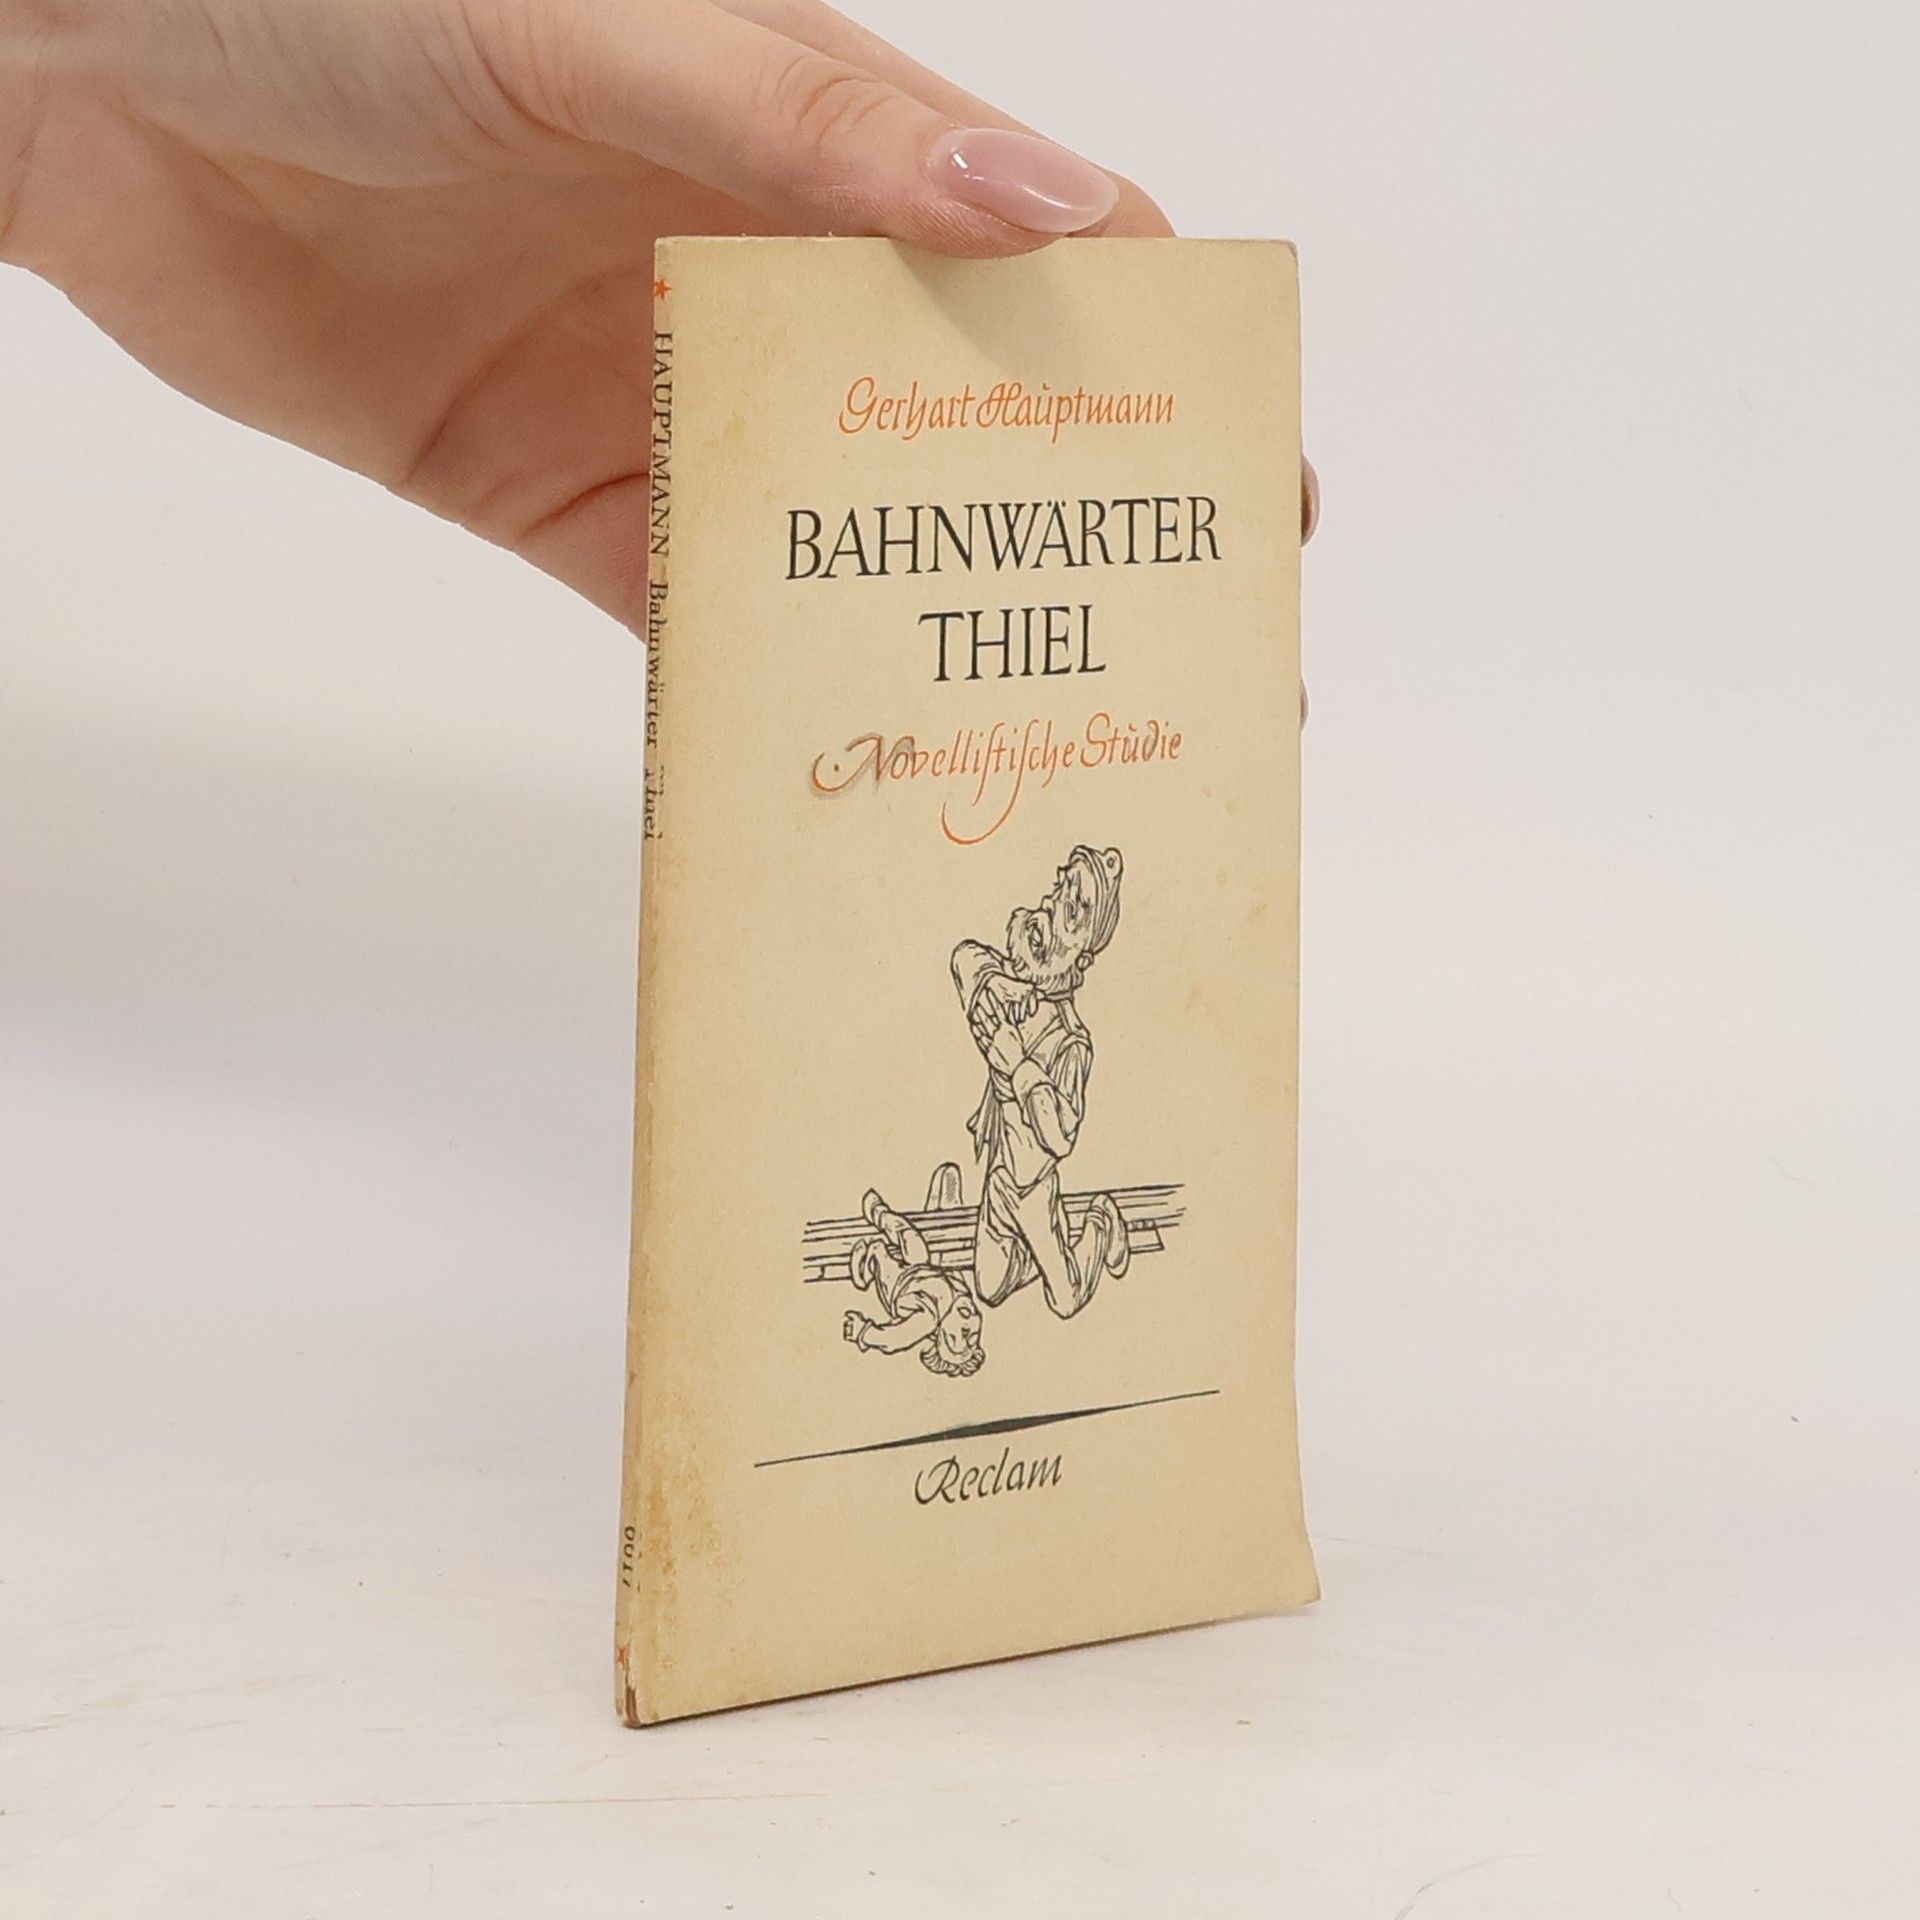 Gerhart Hauptmann
BAHNWÄRTER
THIEL
Novelliſtiſche Studie
Reclam
HAUPTMANN Bahnwärter Thiel